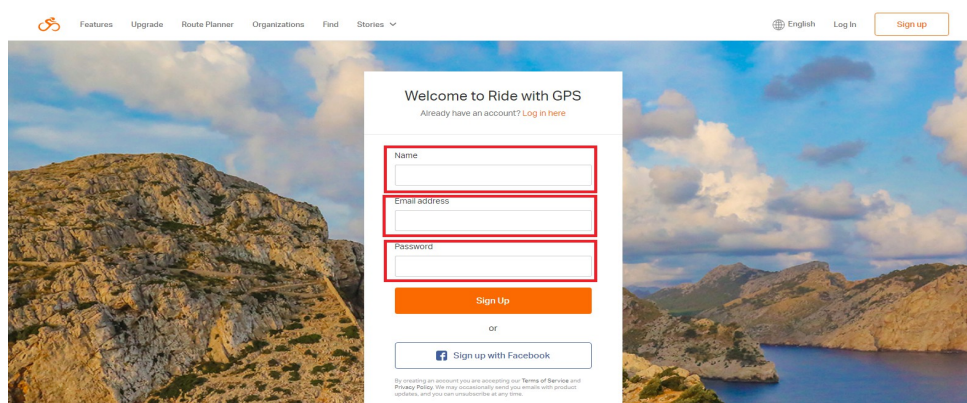 Features Upgrade Route Planner Organizations Find Stories English Log In Sign up
Welcome to Ride with GPS
Already have an account? Log in here
Name
Email address
Password
Sign Up
or
Sign up with Facebook
By creating an account you are accepting our Terms of Service and
Privacy Policy. We may occasionally send you emails with product
updates, and you can unsubscribe at any time.